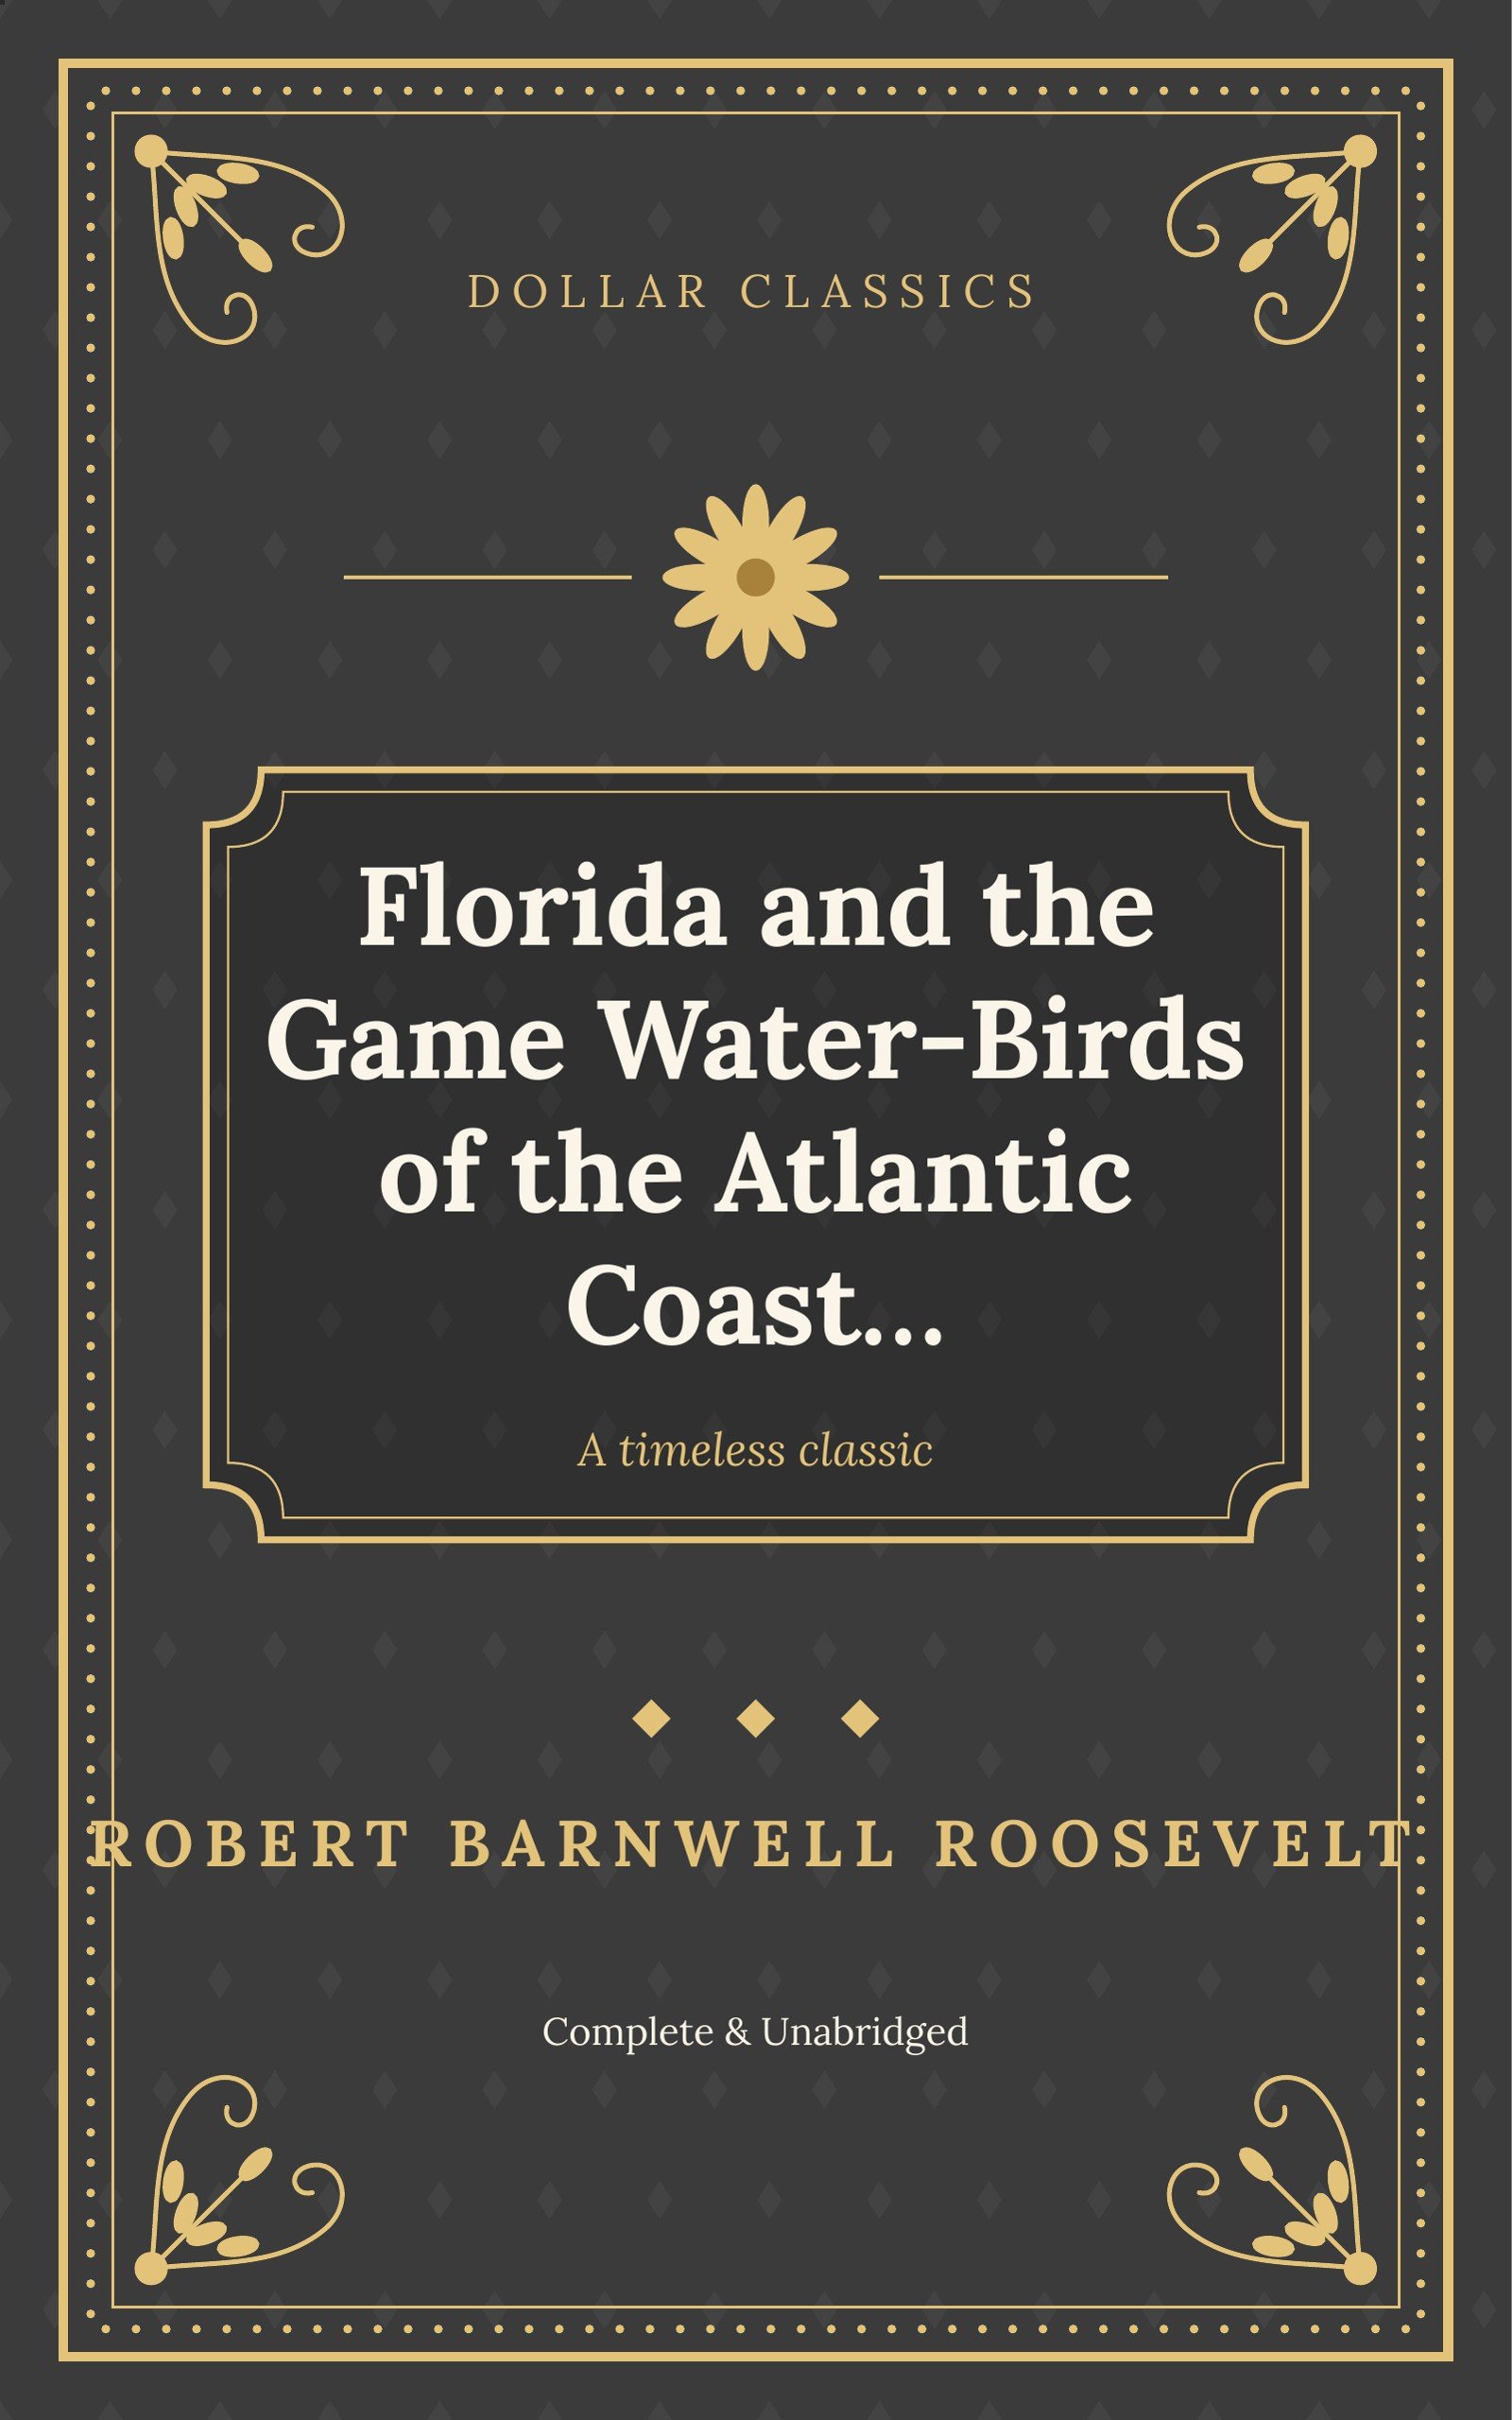 DOLLAR CLASSICS
Florida and the
Game Water-Birds
of the Atlantic
Coast...
A timeless classic
ROBERT BARNWELL ROOSEVELT
Complete & Unabridged